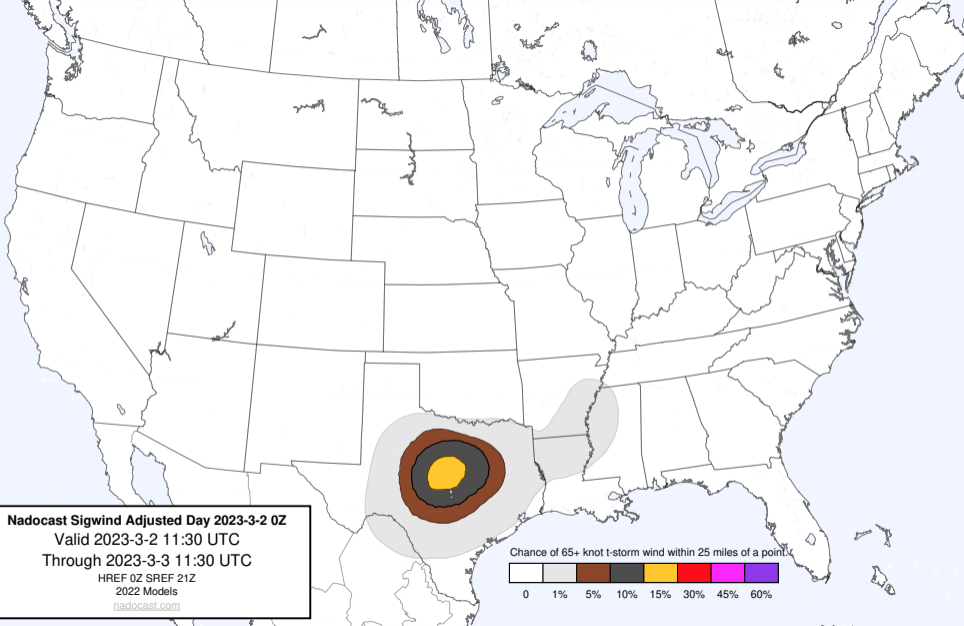 Nadocast Sigwind Adjusted Day 2023-3-2 0Z
Valid 2023-3-2 11:30 UTC
Through 2023-3-3 11:30 UTC
HREF 0Z SREF 21Z
2022 Models
nadocast.com
Chance of 65+ knot t-storm wind within 25 miles of a point.
0 1% 5% 10% 15% 30% 45% 60%